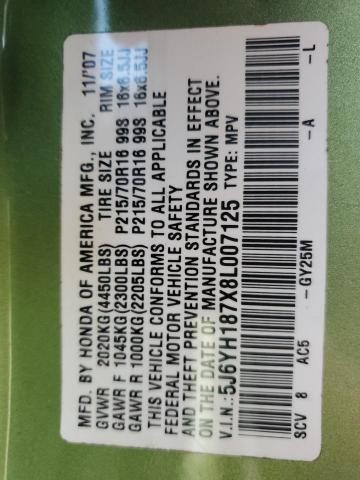 MFD. BY HONDA OF AMERICA MFG., INC. 11/'07
GVWR 2020KG(4450LBS) TIRE SIZE RIM SIZE
GAWR F 1045KG(2300LBS) P215/70R16 99S 16x6.5JJ
GAWR R 1000KG(2205LBS) P215/70R16 99S 16x6.5JJ
THIS VEHICLE CONFORMS TO ALL APPLICABLE
FEDERAL MOTOR VEHICLE SAFETY
AND THEFT PREVENTION STANDARDS IN EFFECT
ON THE DATE OF MANUFACTURE SHOWN ABOVE.
V.I.N.: 5J6YH187X8L007125 TYPE: MPV
SCV 8 AC5 -GY25M -A -L